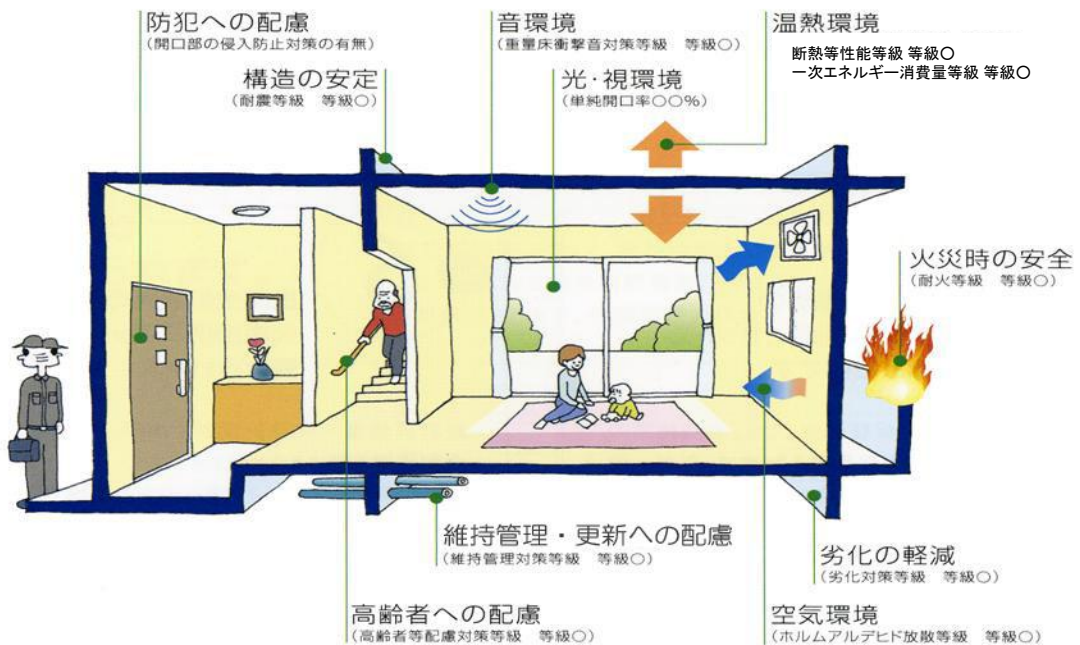 防犯への配慮
(開口部の侵入防止対策の有無)
音環境
(重量床衝撃音対策等級 等級○)
温熱環境
断熱等性能等級 等級〇
一次エネルギー消費量等級 等級〇
構造の安定
(耐震等級 等級○)
光・視環境
(単純開口率○○%)
火災時の安全
(耐火等級 等級○)
維持管理・更新への配慮
(維持管理対策等級 等級○)
劣化の軽減
(劣化対策等級 等級○)
高齢者への配慮
(高齢者等配慮対策等級 等級○)
空気環境
(ホルムアルデヒド放散等級 等級○)